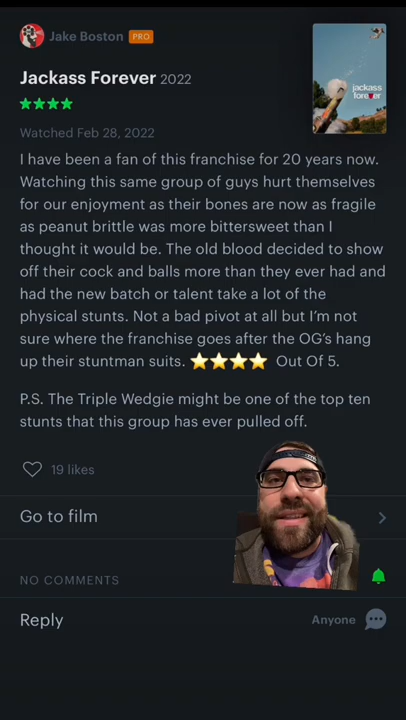 Jake Boston PRO
Jackass Forever 2022
Watched Feb 28, 2022
jackass
forever
I have been a fan of this franchise for 20 years now.
Watching this same group of guys hurt themselves
for our enjoyment as their bones are now as fragile
as peanut brittle was more bittersweet than I
thought it would be. The old blood decided to show
off their cock and balls more than they ever had and
had the new batch or talent take a lot of the
physical stunts. Not a bad pivot at all but I’m not
sure where the franchise goes after the OG’s hang
up their stuntman suits. ⭐⭐⭐⭐ Out Of 5.
P.S. The Triple Wedgie might be one of the top ten
stunts that this group has ever pulled off.
19 likes
Go to film
NO COMMENTS
Reply
Anyone